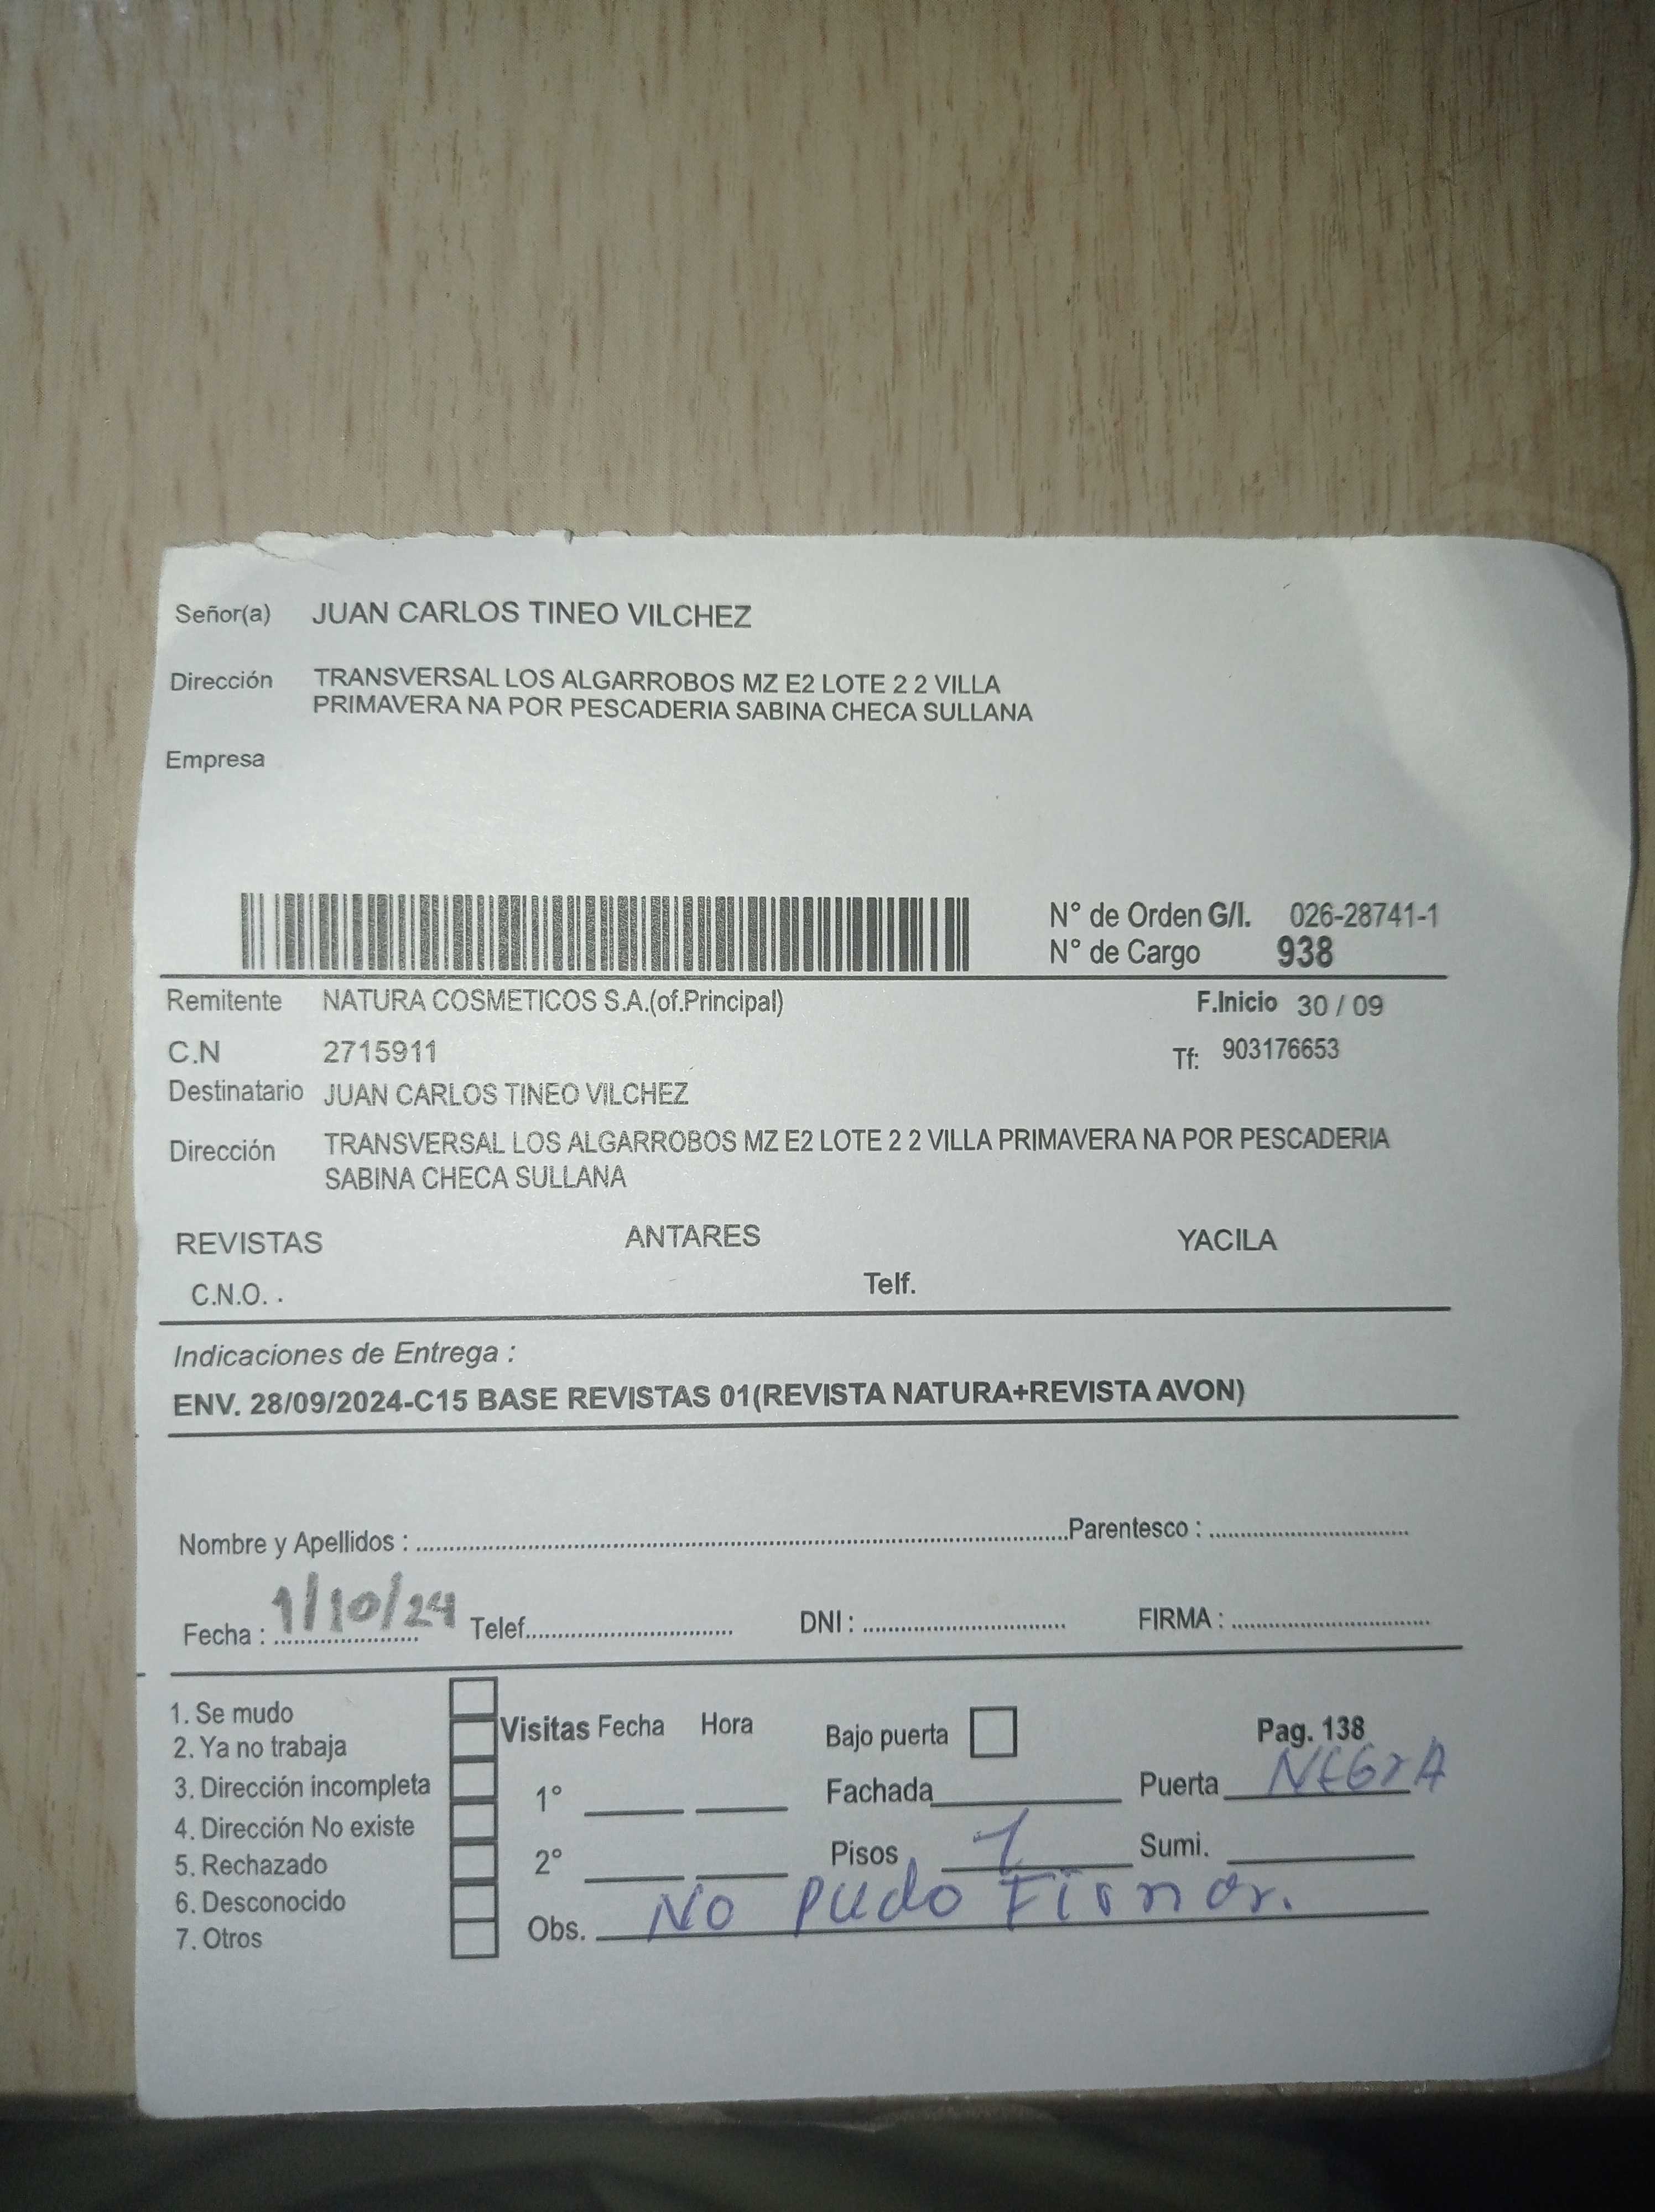 Señor(a) JUAN CARLOS TINEO VILCHEZ
Dirección TRANSVERSAL LOS ALGARROBOS MZ E2 LOTE 2 2 VILLA
PRIMAVERA NA POR PESCADERIA SABINA CHECA SULLANA
Empresa
N° de Orden G/I. 026-28741-1
N° de Cargo 938
Remitente NATURA COSMETICOS S.A.(of.Principal) F.Inicio 30 / 09
C.N 2715911 Tf: 903176653
Destinatario JUAN CARLOS TINEO VILCHEZ
Dirección TRANSVERSAL LOS ALGARROBOS MZ E2 LOTE 2 2 VILLA PRIMAVERA NA POR PESCADERIA
SABINA CHECA SULLANA
REVISTAS ANTARES YACILA
C.N.O. . Telf.
Indicaciones de Entrega :
ENV. 28/09/2024-C15 BASE REVISTAS 01(REVISTA NATURA+REVISTA AVON)
Nombre y Apellidos : Parentesco :
Fecha : 1/10/24 Telef. DNI : FIRMA :
1. Se mudo
2. Ya no trabaja
3. Dirección incompleta
4. Dirección No existe
5. Rechazado
6. Desconocido
7. Otros
Visitas Fecha Hora Bajo puerta Pag. 138
1° Fachada Puerta NEGrA
2° Pisos 1 Sumi.
Obs. No pudo Fismar.